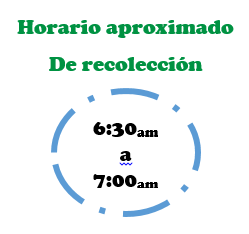 Horario aproximado
De recolección
6:30am
a
7:00am